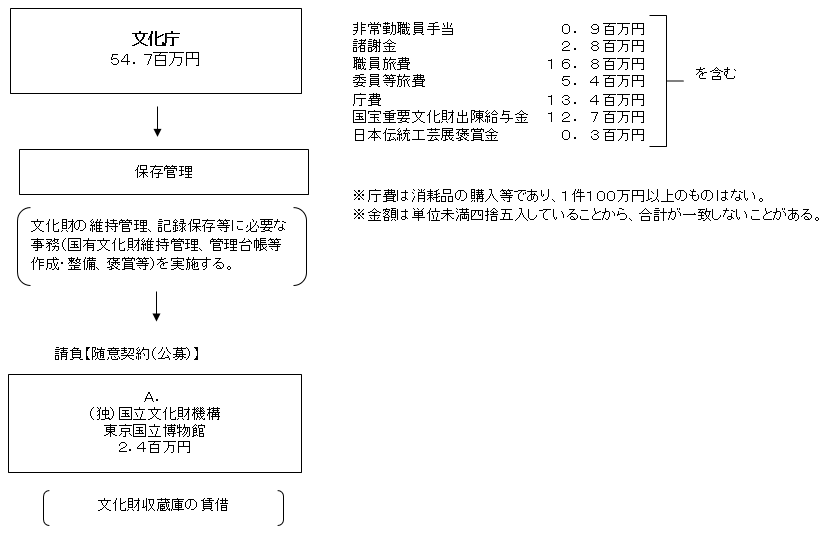 文化庁
５４．７百万円
非常勤職員手当　０．９百万円
諸謝金　２．８百万円
職員旅費　１６．８百万円
委員等旅費　５．４百万円
庁費　１３．４百万円
国宝重要文化財出陳給与金　１２．７百万円
日本伝統工芸展褒賞金　０．３百万円
を含む
※庁費は消耗品の購入等であり、１件１００万円以上のものはない。
※金額は単位未満四捨五入していることから、合計が一致しないことがある。
保存管理
文化財の維持管理、記録保存等に必要な
事務（国有文化財維持管理、管理台帳等
作成・整備、褒賞等）を実施する。
請負【随意契約（公募）】
Ａ．
（独）国立文化財機構
東京国立博物館
２．４百万円
文化財収蔵庫の賃借